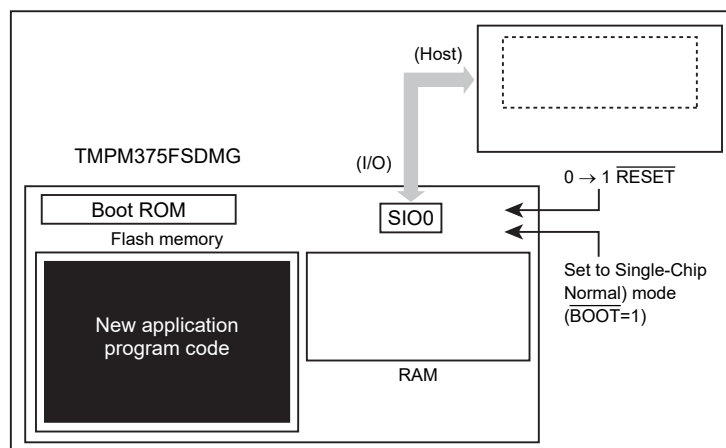 (Host)
TMPM375FSDMG
(I/O)
0 → 1 RESET
Boot ROM
SIO0
Flash memory
Set to Single-Chip
Normal) mode
(BOOT=1)
New application
program code
RAM